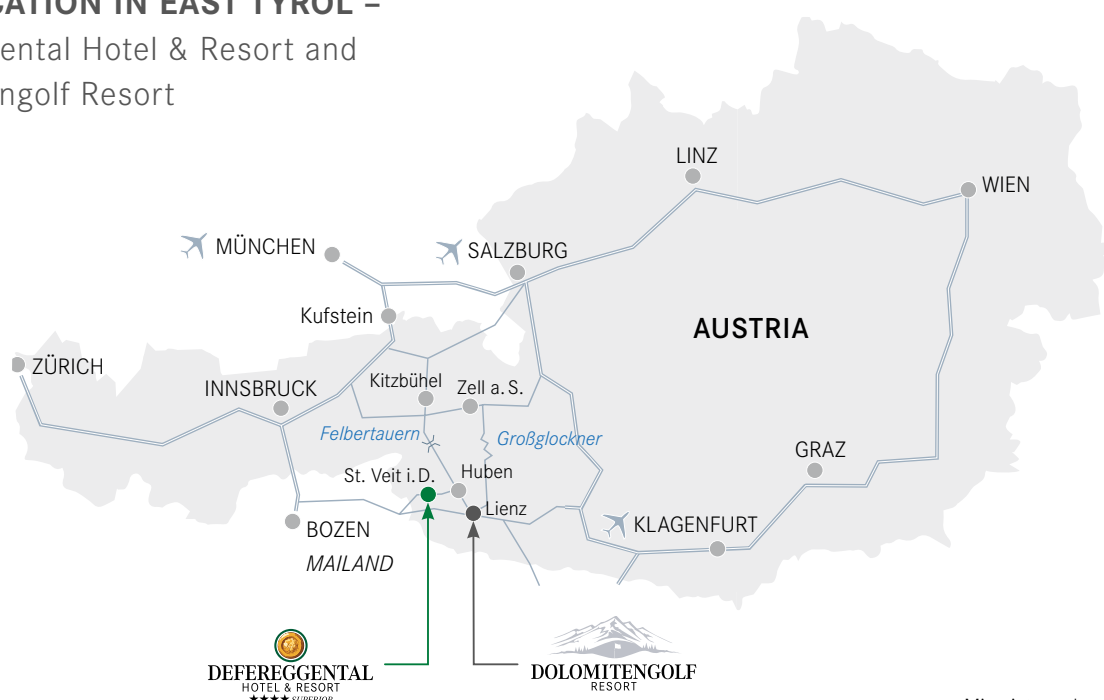 CATION IN EAST TYROL –
ental Hotel & Resort and
ngolf Resort
LINZ
WIEN
MÜNCHEN
SALZBURG
Kufstein
AUSTRIA
ZÜRICH
INNSBRUCK
Kitzbühel
Zell a. S.
Felbertauern
Großglockner
GRAZ
St. Veit i. D.
Huben
Lienz
KLAGENFURT
BOZEN
MAILAND
DEFEREGGENTAL
HOTEL & RESORT
SUPERIOR
DOLOMITENGOLF
RESORT